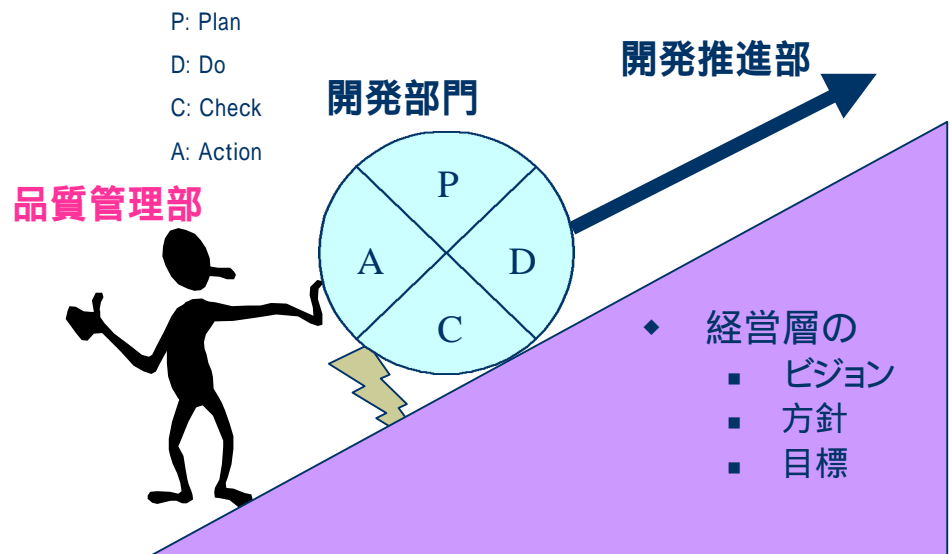 P: Plan
D: Do
C: Check
A: Action
開発部門
開発推進部
品質管理部
P
A
D
C
◆ 経営層の
■ ビジョン
■ 方針
■ 目標